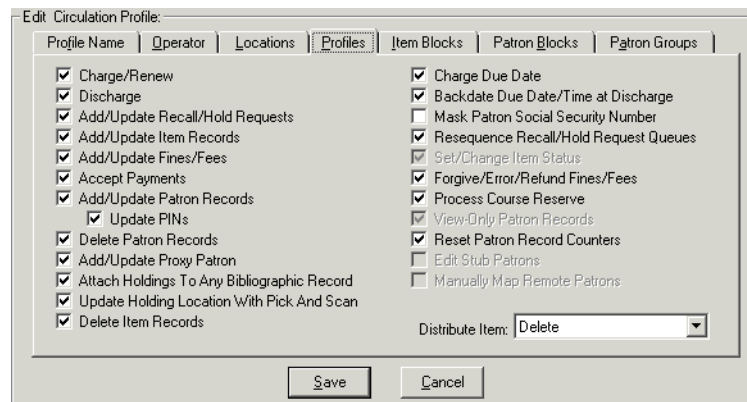 Edit Circulation Profile:
Profile Name
Operator
Locations
Profiles
Item Blocks
Patron Blocks
Patron Groups
Charge/Renew
Discharge
Add/Update Recall/Hold Requests
Add/Update Item Records
Add/Update Fines/Fees
Accept Payments
Add/Update Patron Records
Update PINs
Delete Patron Records
Add/Update Proxy Patron
Attach Holdings To Any Bibliographic Record
Update Holding Location With Pick And Scan
Delete Item Records
Charge Due Date
Backdate Due Date/Time at Discharge
Mask Patron Social Security Number
Resequence Recall/Hold Request Queues
Set/Change Item Status
Forgive/Error/Refund Fines/Fees
Process Course Reserve
View-Only Patron Records
Reset Patron Record Counters
Edit Stub Patrons
Manually Map Remote Patrons
Distribute Item: Delete
Save
Cancel